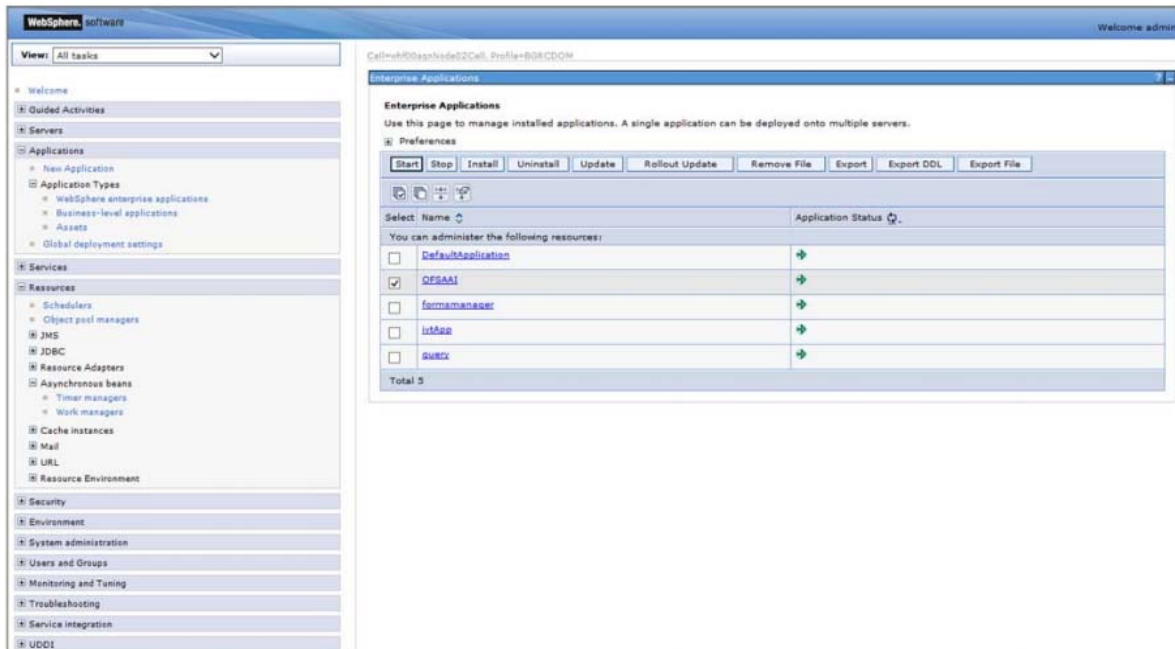 WebSphere. software
Welcome admin
View: All tasks
Cell=whf00aqnNode02Cell, Profile=BGRCDOM
Welcome
Guided Activities
Servers
Applications
New Application
Application Types
WebSphere enterprise applications
Business-level applications
Assets
Global deployment settings
Services
Resources
Schedulers
Object pool managers
JMS
JDBC
Resource Adapters
Asynchronous beans
Timer managers
Work managers
Cache instances
Mail
URL
Resource Environment
Security
Environment
System administration
Users and Groups
Monitoring and Tuning
Troubleshooting
Service integration
UDDI
Enterprise Applications
?
Enterprise Applications
Use this page to manage installed applications. A single application can be deployed onto multiple servers.
Preferences
Start Stop Install Uninstall Update Rollout Update Remove File Export Export DDL Export File
Select Name Application Status
You can administer the following resources:
DefaultApplication
OFSAAI
formsmanager
ivtApp
query
Total 5